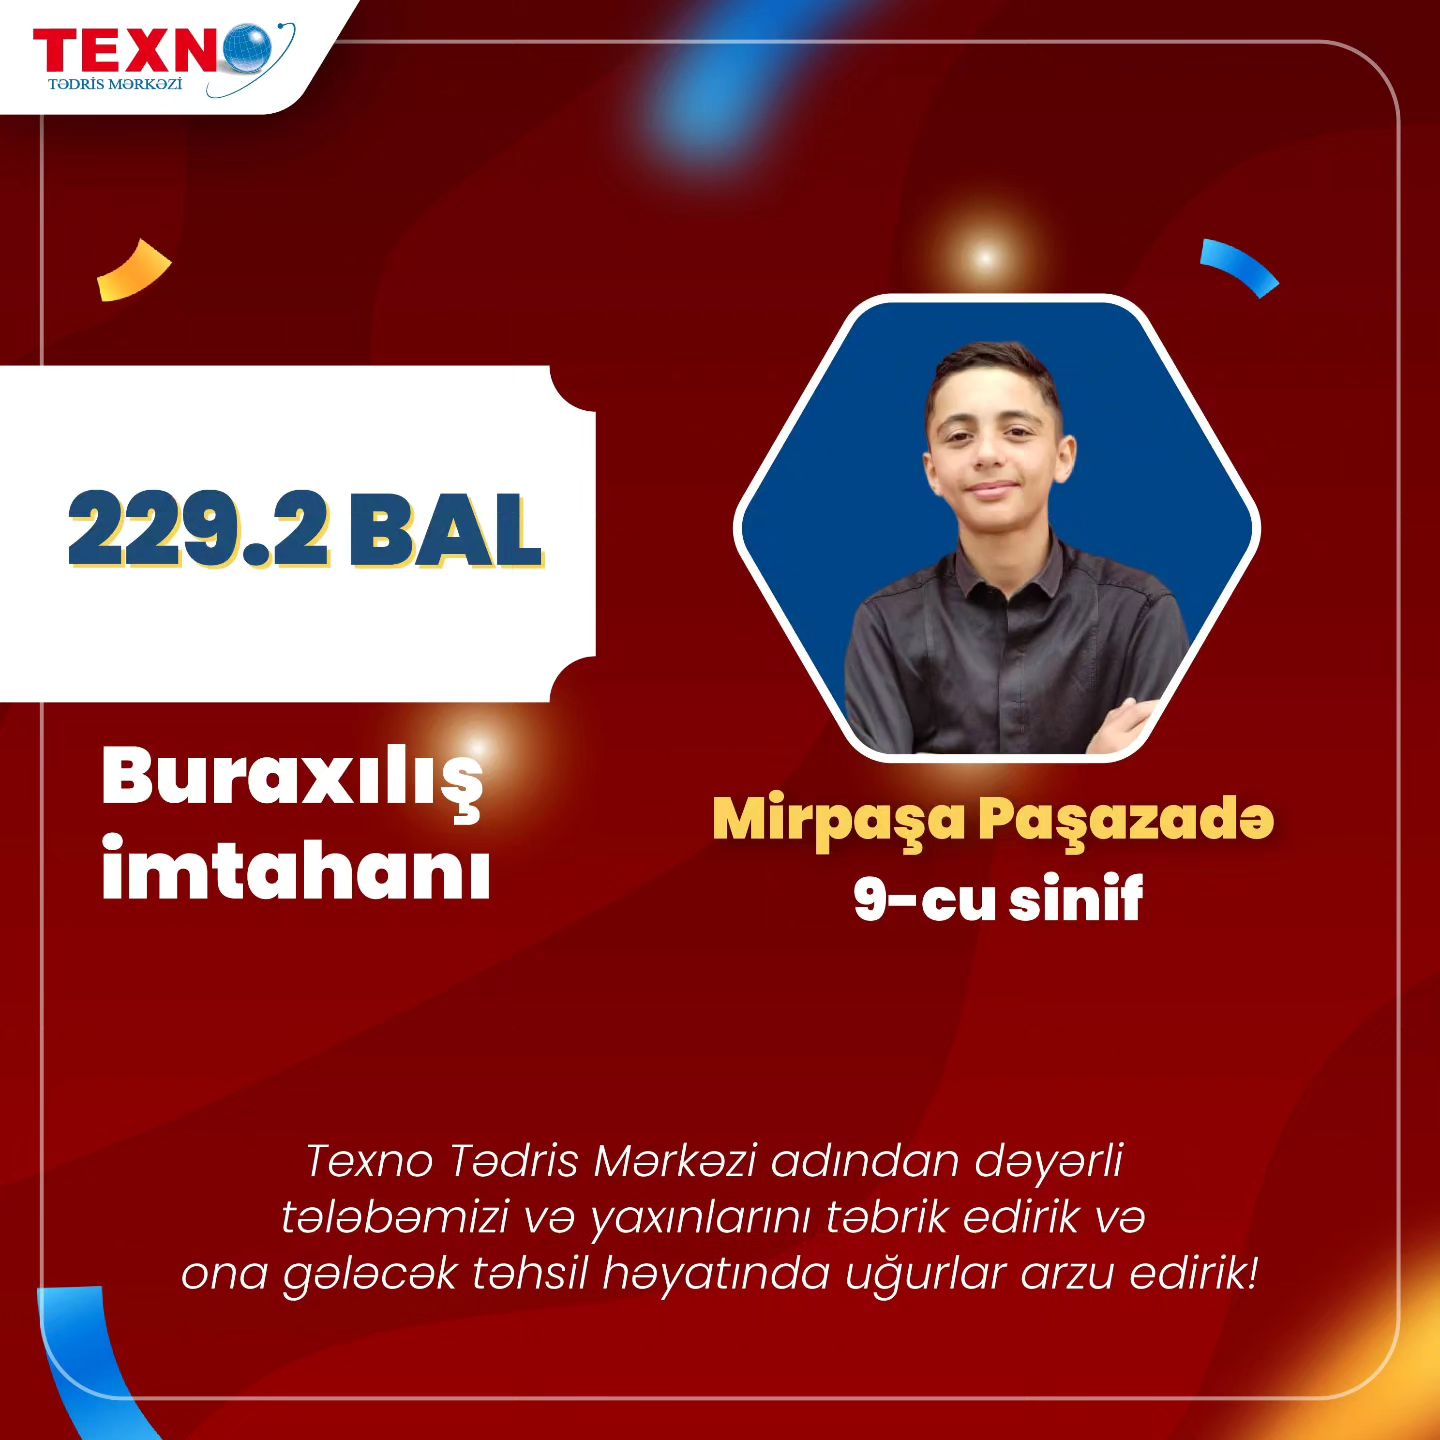 TEXNO
TƏDRİS MƏRKƏZİ
229.2 BAL
Buraxılış
imtahanı
Mirpaşa Paşazadə
9-cu sinif
Texno Tədris Mərkəzi adından dəyərli
tələbəmizi və yaxınlarını təbrik edirik və
ona gələcək təhsil həyatında uğurlar arzu edirik!